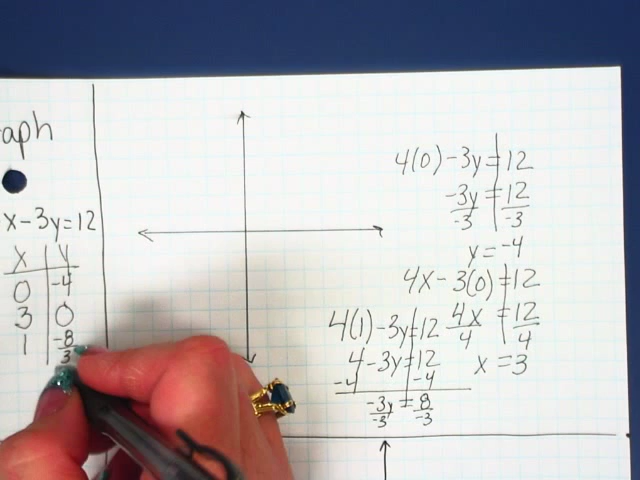 aph
x-3y=12
X | Y
0 | -4
3 | 0
1 | -8/3
4(0)-3y=12
-3y/-3 = 12/-3
y=-4
4x-3(0)=12
4x/4 = 12/4
x=3
4(1)-3y=12
4-3y=12
-4 -4
-3y/-3 = 8/-3